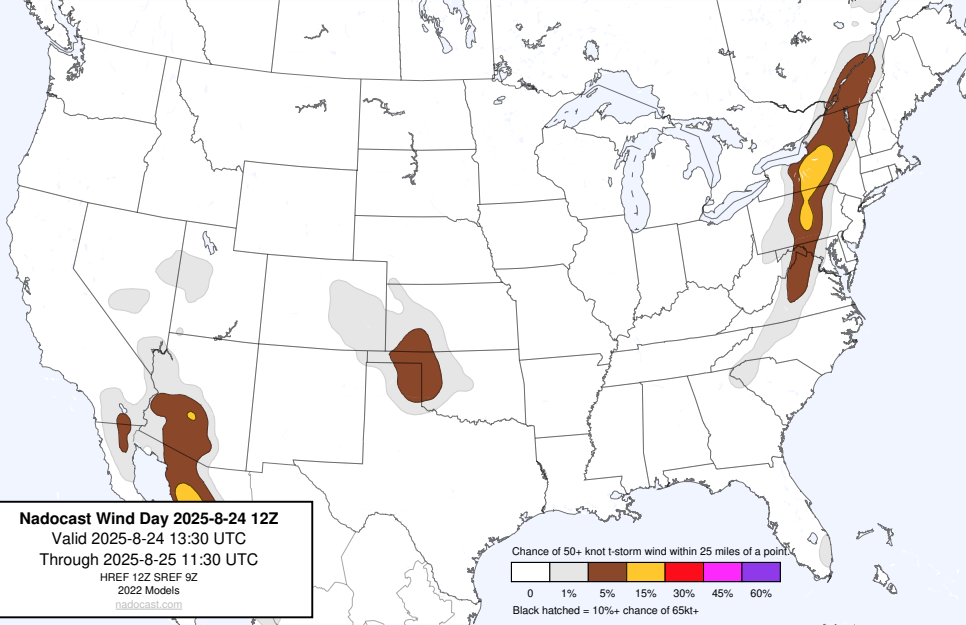 Nadocast Wind Day 2025-8-24 12Z
Valid 2025-8-24 13:30 UTC
Through 2025-8-25 11:30 UTC
HREF 12Z SREF 9Z
2022 Models
nadocast.com
Chance of 50+ knot t-storm wind within 25 miles of a point.
0 1% 5% 15% 30% 45% 60%
Black hatched = 10%+ chance of 65kt+